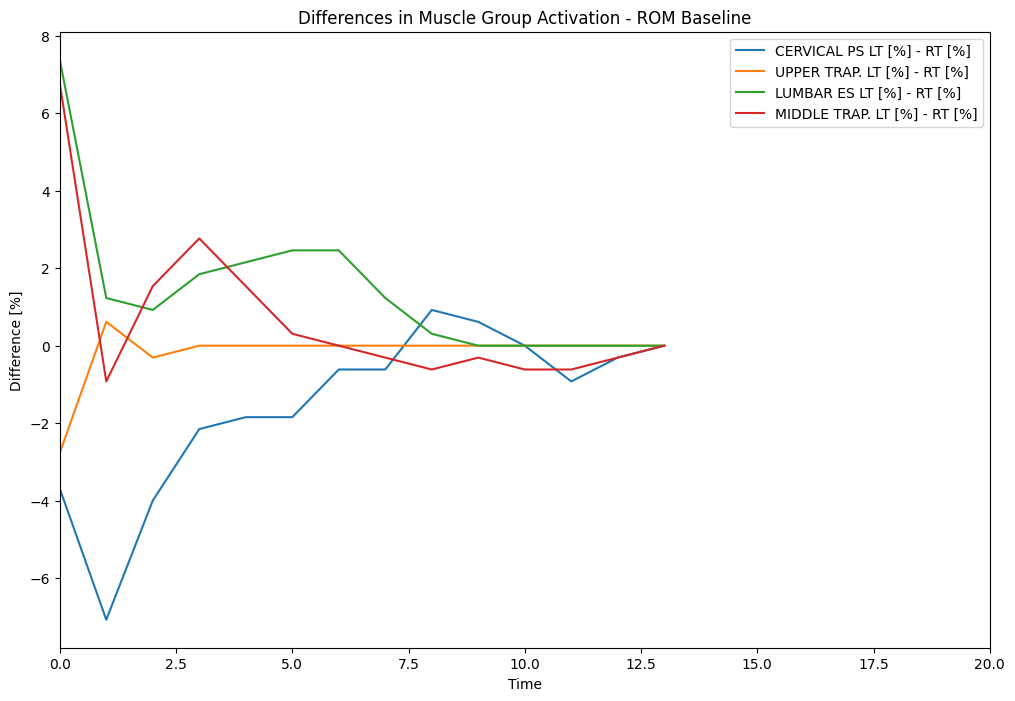 Differences in Muscle Group Activation - ROM Baseline
CERVICAL PS LT [%] - RT [%]
UPPER TRAP. LT [%] - RT [%]
LUMBAR ES LT [%] - RT [%]
MIDDLE TRAP. LT [%] - RT [%]
Difference [%]
8
6
4
2
0
−2
−4
−6
0.0 2.5 5.0 7.5 10.0 12.5 15.0 17.5 20.0
Time